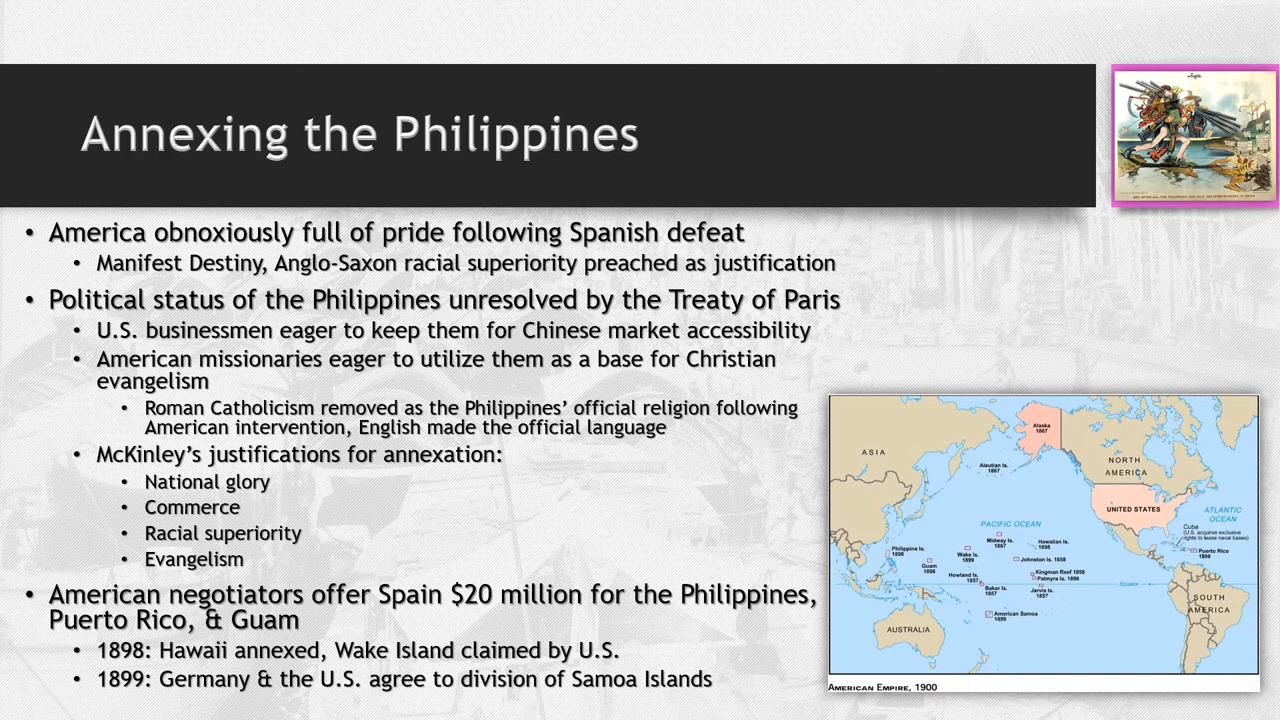 Annexing the Philippines
Judge
• America obnoxiously full of pride following Spanish defeat
• Manifest Destiny, Anglo-Saxon racial superiority preached as justification
• Political status of the Philippines unresolved by the Treaty of Paris
• U.S. businessmen eager to keep them for Chinese market accessibility
• American missionaries eager to utilize them as a base for Christian
evangelism
• Roman Catholicism removed as the Philippines’ official religion following
American intervention, English made the official language
• McKinley’s justifications for annexation:
• National glory
• Commerce
• Racial superiority
• Evangelism
• American negotiators offer Spain $20 million for the Philippines,
Puerto Rico, & Guam
• 1898: Hawaii annexed, Wake Island claimed by U.S.
• 1899: Germany & the U.S. agree to division of Samoa Islands
Alaska
1867
ASIA
NORTH
AMERICA
Aleutian Is.
1867
UNITED STATES
ATLANTIC
OCEAN
PACIFIC OCEAN
Cuba
(U.S. acquires exclusive
rights to lease naval bases)
Midway Is.
1867
Hawaiian Is.
1898
Philippine Is.
1898
Wake Is.
1899
Puerto Rico
1898
Johnston Is. 1858
Guam
1898
Howland Is.
1857
Kingman Reef 1858
Palmyra Is. 1898
Baker Is.
1857
Jarvis Is.
1857
Equator
SOUTH
AMERICA
American Samoa
1899
AUSTRALIA
AMERICAN EMPIRE, 1900